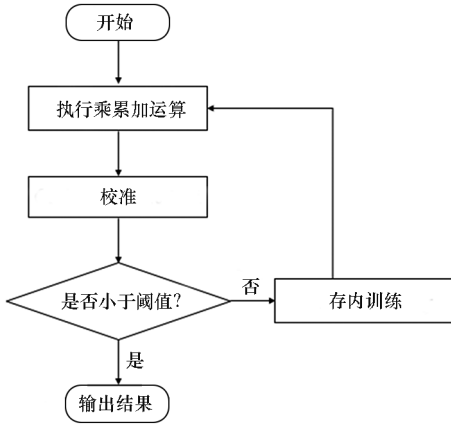 开始
执行乘累加运算
校准
是否小于阈值?
否
存内训练
是
输出结果